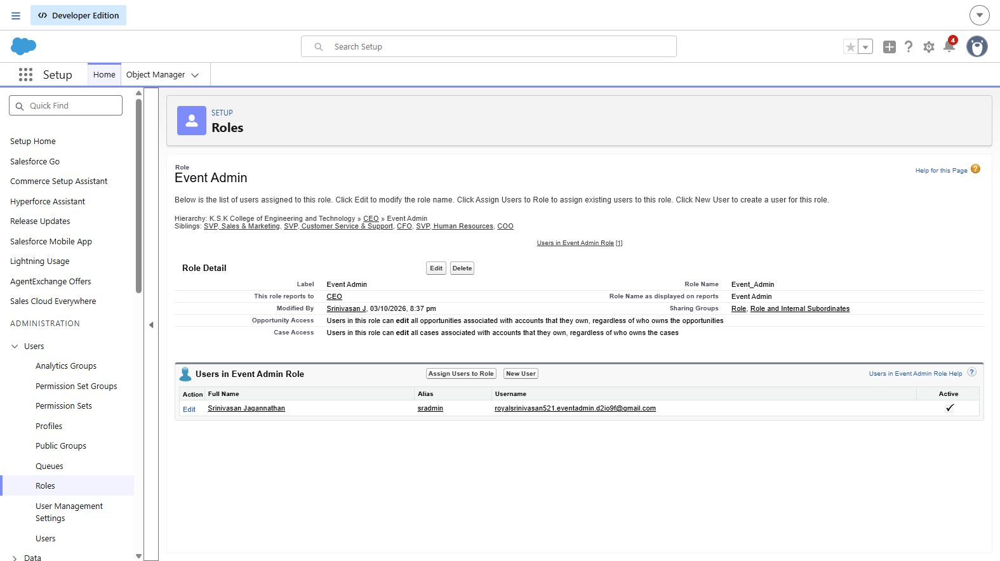 Developer Edition
Search Setup
4
Setup
Home
Object Manager
Quick Find
Setup Home
Salesforce Go
Commerce Setup Assistant
Hyperforce Assistant
Release Updates
Salesforce Mobile App
Lightning Usage
AgentExchange Offers
Sales Cloud Everywhere
ADMINISTRATION
Users
Analytics Groups
Permission Set Groups
Permission Sets
Profiles
Public Groups
Queues
Roles
User Management
Settings
Users
Data
SETUP
Roles
Role
Event Admin
Help for this Page ?
Below is the list of users assigned to this role. Click Edit to modify the role name. Click Assign Users to Role to assign existing users to this role. Click New User to create a user for this role.
Hierarchy: K.S.K College of Engineering and Technology » CEO » Event Admin
Siblings: SVP, Sales & Marketing, SVP, Customer Service & Support, CFO, SVP, Human Resources, COO
Users in Event Admin Role [1]
Role Detail Edit Delete
Label Event Admin Role Name Event_Admin
This role reports to CEO Role Name as displayed on reports Event Admin
Modified By Srinivasan J, 03/10/2026, 8:37 pm Sharing Groups Role, Role and Internal Subordinates
Opportunity Access Users in this role can edit all opportunities associated with accounts that they own, regardless of who owns the opportunities
Case Access Users in this role can edit all cases associated with accounts that they own, regardless of who owns the cases
Users in Event Admin Role Assign Users to Role New User Users in Event Admin Role Help ?
Action Full Name Alias Username Active
Edit Srinivasan Jagannathan sradmin royalsrinivasan521.eventadmin.d2io9f@gmail.com